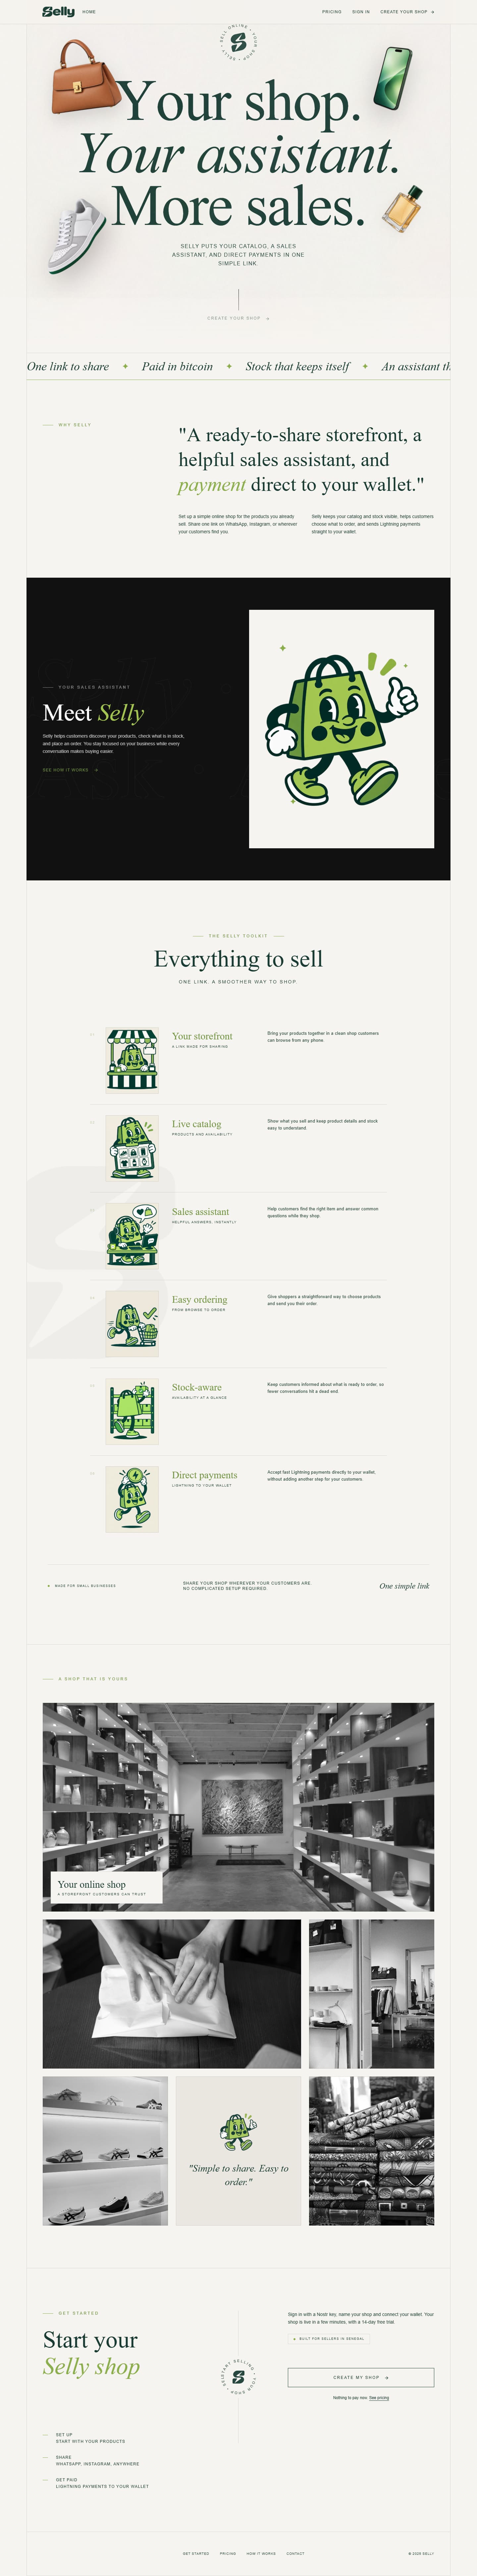 Selly
HOME
PRICING
SIGN IN
CREATE YOUR SHOP →
Your shop.
Your assistant.
More sales.
SELLY PUTS YOUR CATALOG, A SALES
ASSISTANT, AND DIRECT PAYMENTS IN ONE
SIMPLE LINK.
CREATE YOUR SHOP →
One link to share ✦ Paid in bitcoin ✦ Stock that keeps itself ✦ An assistant th
WHY SELLY
"A ready-to-share storefront, a
helpful sales assistant, and
payment direct to your wallet."
Set up a simple online shop for the products you already
sell. Share one link on WhatsApp, Instagram, or wherever
your customers find you.
Selly keeps your catalog and stock visible, helps customers
choose what to order, and sends Lightning payments
straight to your wallet.
YOUR SALES ASSISTANT
Meet Selly
Selly helps customers discover your products, check what is in stock,
and place an order. You stay focused on your business while every
conversation makes buying easier.
SEE HOW IT WORKS →
THE SELLY TOOLKIT
Everything to sell
ONE LINK. A SMOOTHER WAY TO SHOP.
Your storefront
A LINK MADE FOR SHARING
Bring your products together in a clean shop customers
can browse from any phone.
Live catalog
PRODUCTS AND AVAILABILITY
Show what you sell and keep product details and stock
easy to understand.
Sales assistant
HELPFUL ANSWERS, INSTANTLY
Help customers find the right item and answer common
questions while they shop.
Easy ordering
FROM BROWSE TO ORDER
Give shoppers a straightforward way to choose products
and send you their order.
Stock-aware
AVAILABILITY AT A GLANCE
Keep customers informed about what is ready to order, so
fewer conversations hit a dead end.
Direct payments
LIGHTNING TO YOUR WALLET
Accept fast Lightning payments directly to your wallet,
without adding another step for your customers.
MADE FOR SMALL BUSINESSES
SHARE YOUR SHOP WHEREVER YOUR CUSTOMERS ARE.
NO COMPLICATED SETUP REQUIRED.
One simple link
A SHOP THAT IS YOURS
Your online shop
A STOREFRONT CUSTOMERS CAN TRUST
"Simple to share. Easy to
order."
GET STARTED
Start your
Selly shop
Sign in with a Nostr key, name your shop and connect your wallet. Your
shop is live in a few minutes, with a 14-day free trial.
BUILT FOR SELLERS IN SENEGAL
CREATE MY SHOP →
Nothing to pay now. See pricing
SET UP
START WITH YOUR PRODUCTS
SHARE
WHATSAPP, INSTAGRAM, ANYWHERE
GET PAID
LIGHTNING PAYMENTS TO YOUR WALLET
GET STARTED
PRICING
HOW IT WORKS
CONTACT